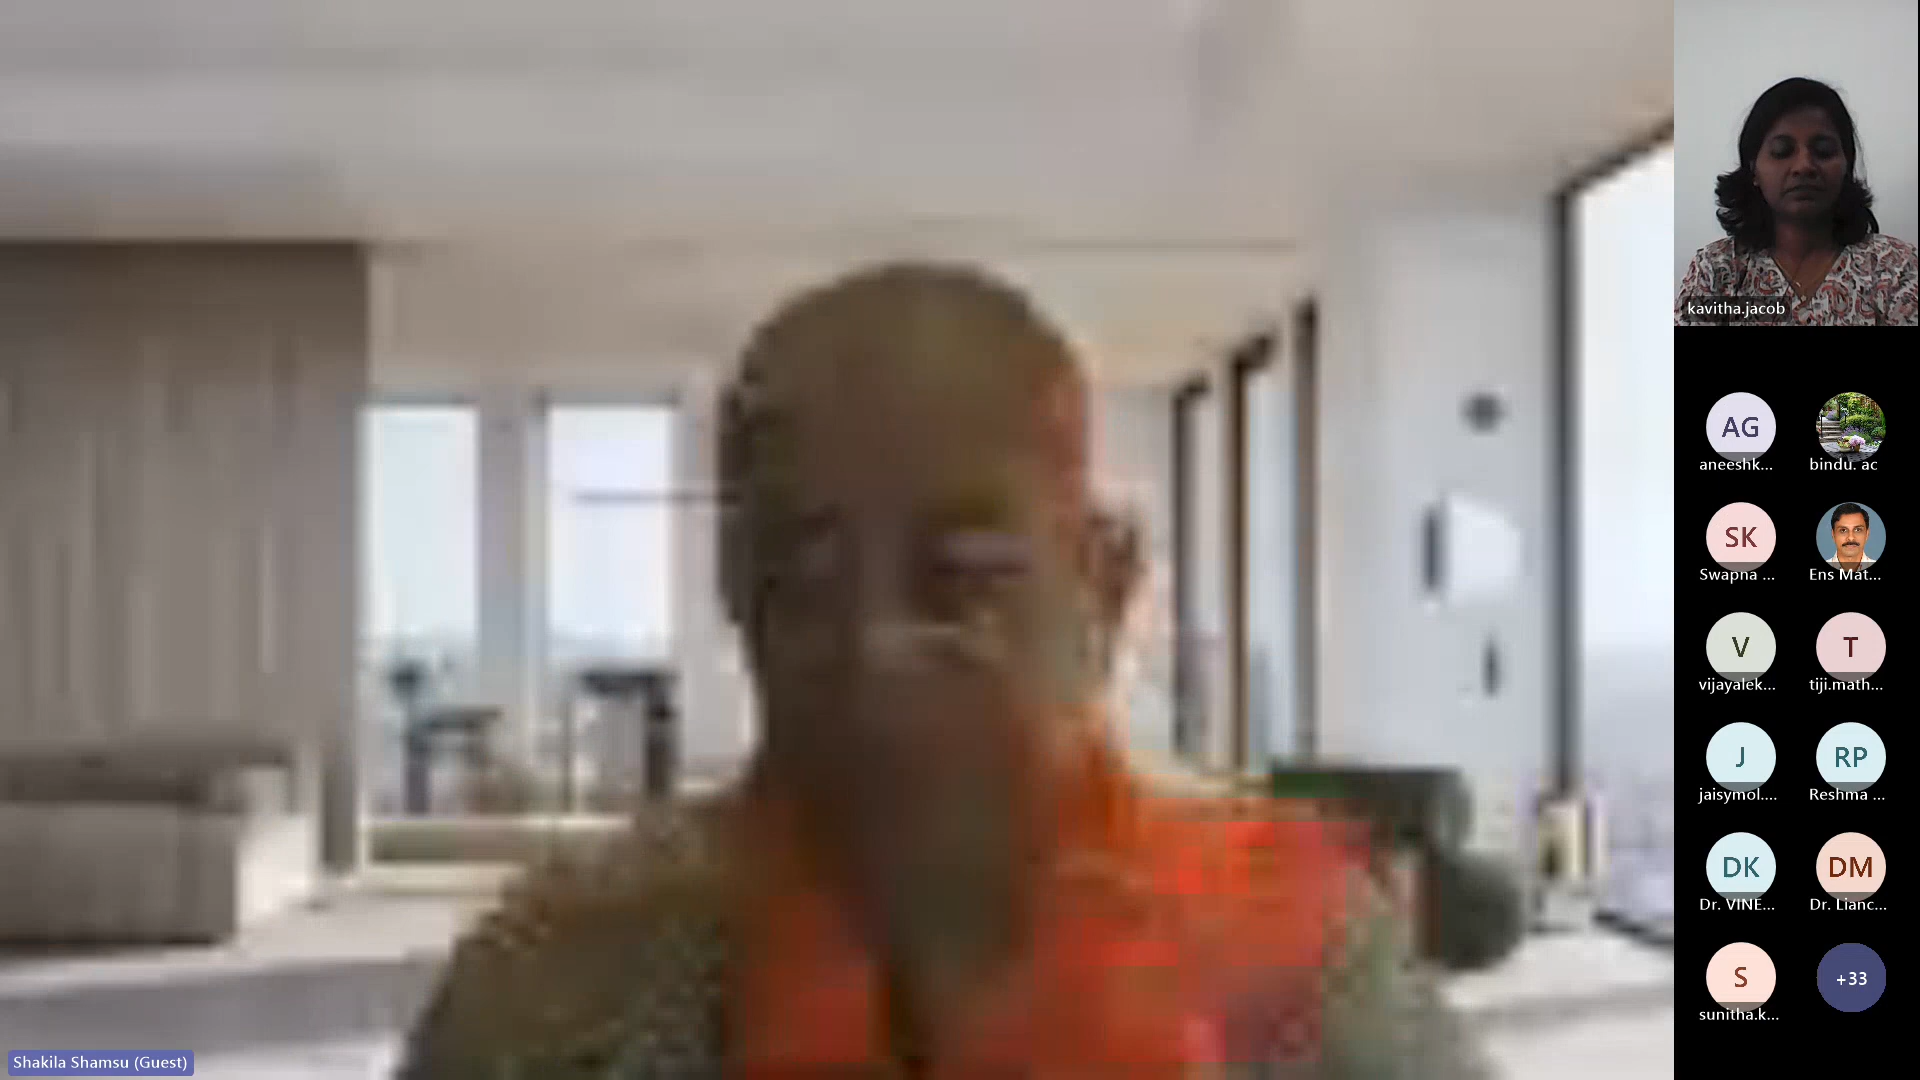 kavitha.jacob
AG
aneeshk...
bindu. ac
SK
Swapna ...
Ens Mat...
V
vijayalek...
T
tiji.math...
J
jaisymol....
RP
Reshma ...
DK
Dr. VINE...
DM
Dr. Lianc...
S
sunitha.k...
+33
Shakila Shamsu (Guest)